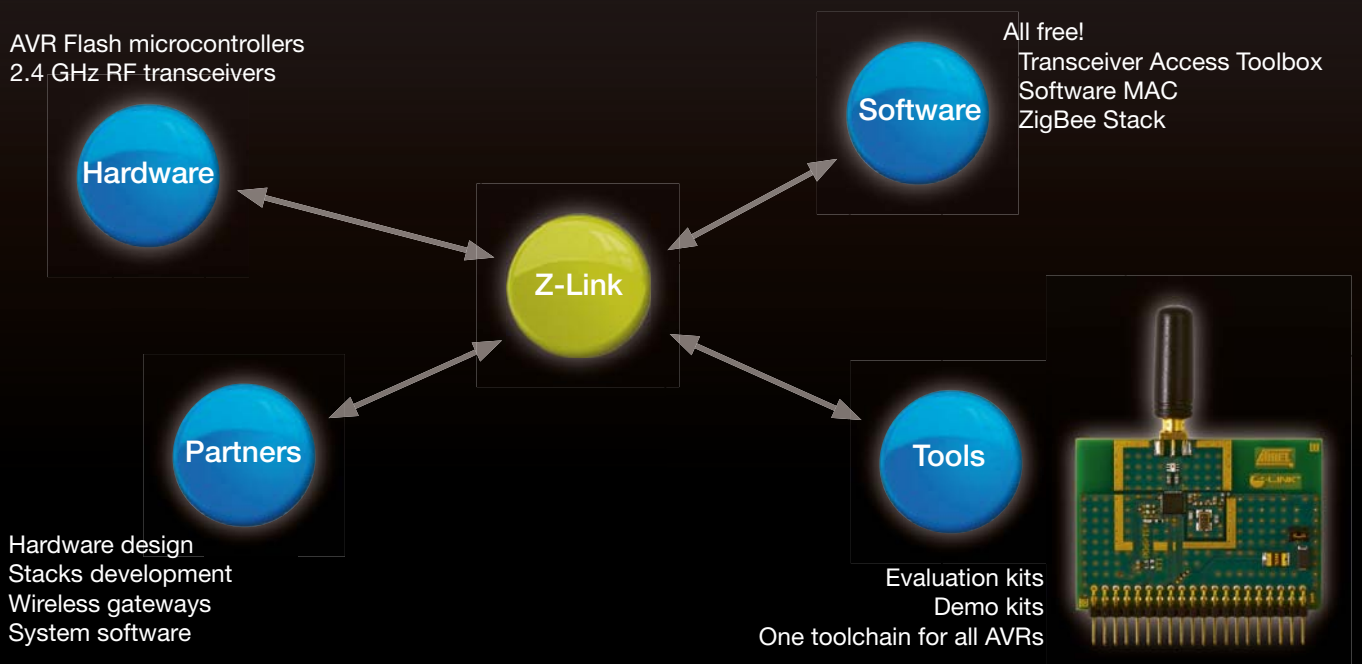 AVR Flash microcontrollers
2.4 GHz RF transceivers
Hardware
All free!
Transceiver Access Toolbox
Software MAC
ZigBee Stack
Software
Z-Link
Partners
Hardware design
Stacks development
Wireless gateways
System software
Tools
Evaluation kits
Demo kits
One toolchain for all AVRs
ATMEL
Z-LINK